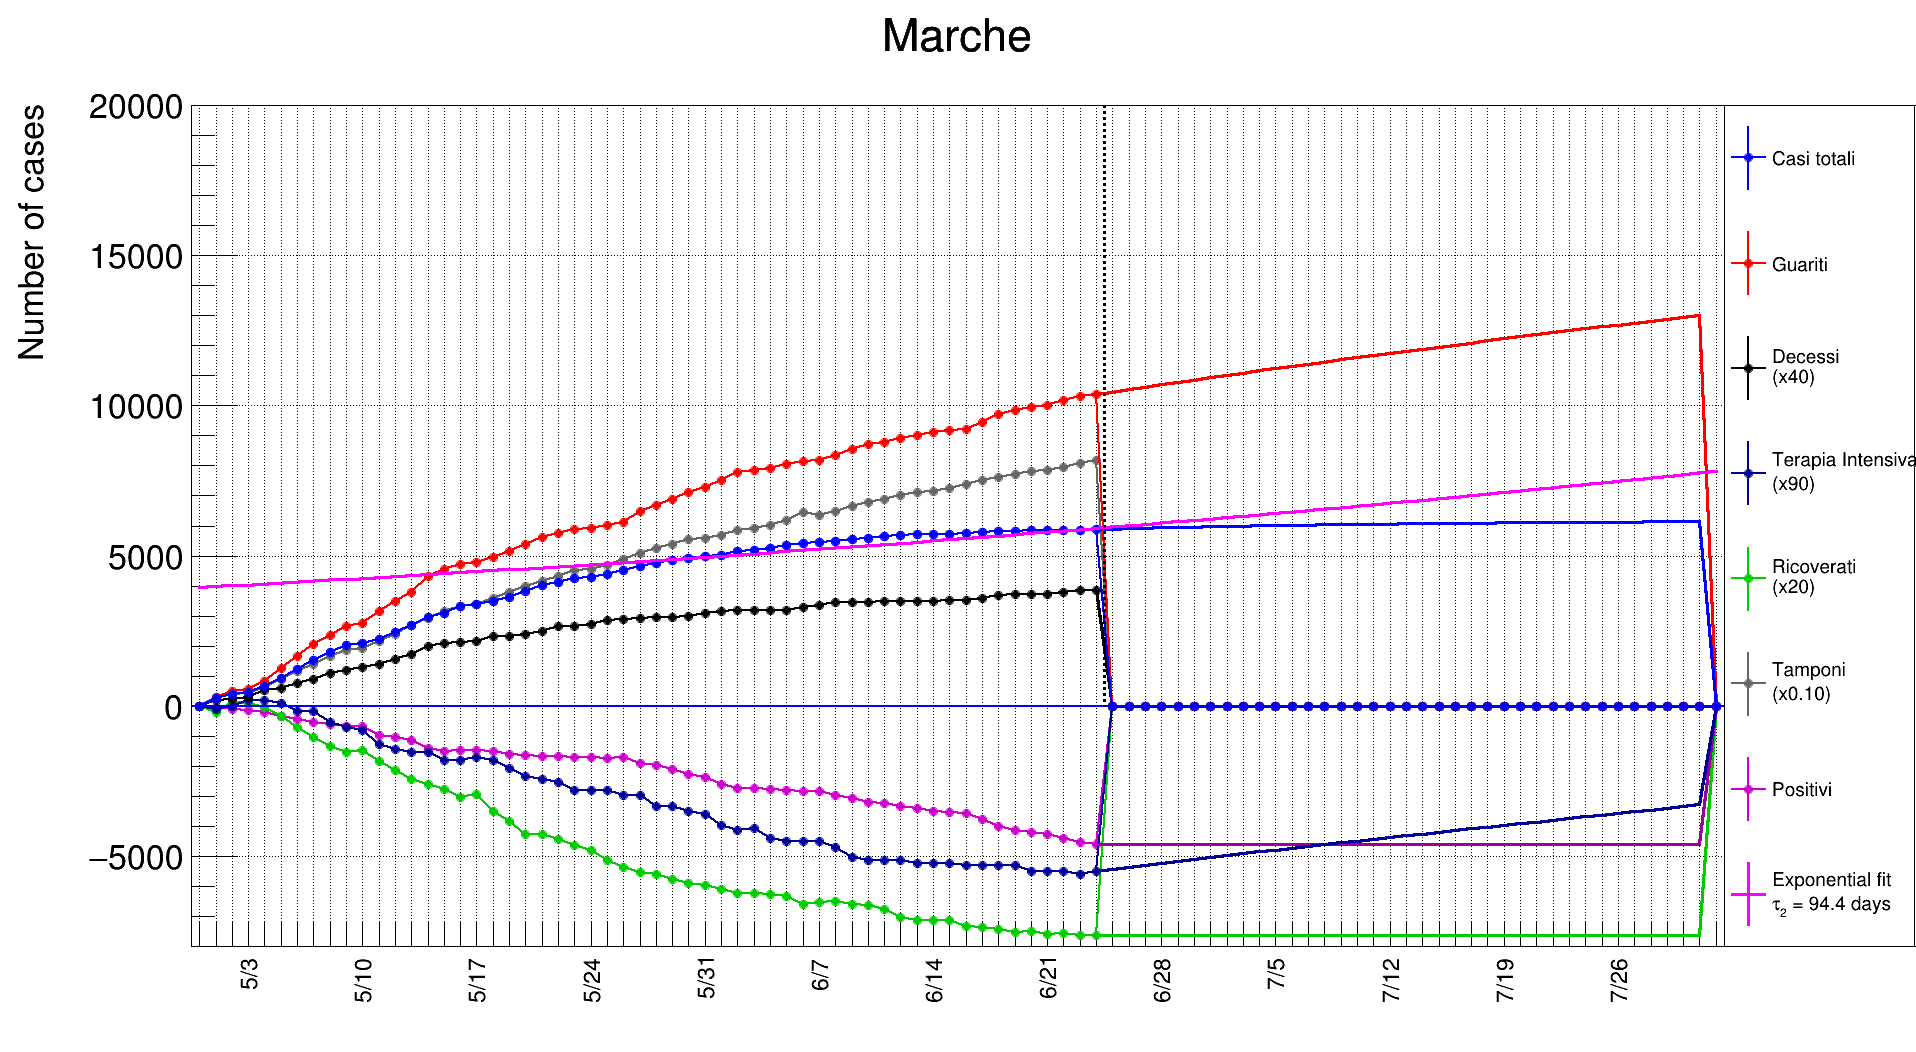 Marche
Number of cases
20000
15000
10000
5000
0
−5000
5/3
5/10
5/17
5/24
5/31
6/7
6/14
6/21
6/28
7/5
7/12
7/19
7/26
Casi totali
Guariti
Decessi
(x40)
Terapia Intensiva
(x90)
Ricoverati
(x20)
Tamponi
(x0.10)
Positivi
Exponential fit
τ2 = 94.4 days